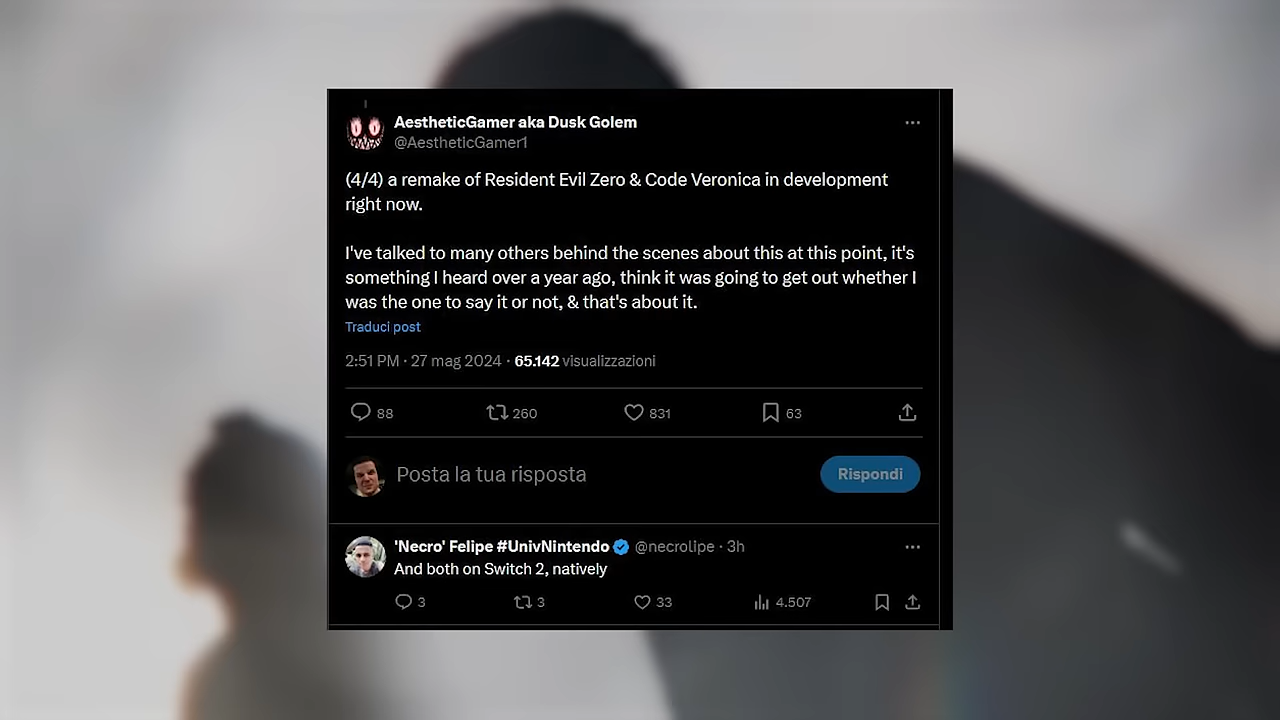 AestheticGamer aka Dusk Golem
@AestheticGamer1
(4/4) a remake of Resident Evil Zero & Code Veronica in development
right now.
I've talked to many others behind the scenes about this at this point, it's
something I heard over a year ago, think it was going to get out whether I
was the one to say it or not, & that's about it.
Traduci post
2:51 PM · 27 mag 2024 · 65.142 visualizzazioni
88 260 831 63
Posta la tua risposta
Rispondi
'Necro' Felipe #UnivNintendo @necrolipe · 3h
And both on Switch 2, natively
3 3 33 4.507